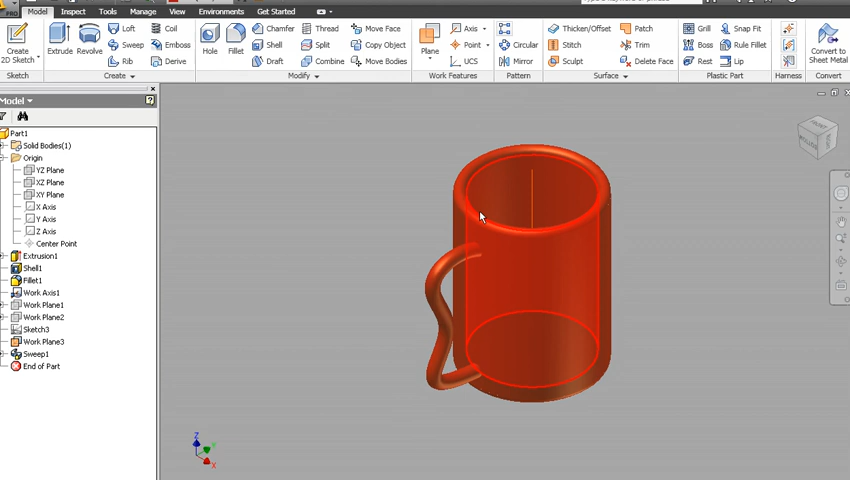 PRO
Model Inspect Tools Manage View Environments Get Started
Create 2D Sketch
Extrude Revolve
Loft Coil
Sweep Emboss
Rib Derive
Hole Fillet
Chamfer Thread Move Face
Shell Split Copy Object
Draft Combine Move Bodies
Plane
Axis
Point
UCS
Circular
Mirror
Thicken/Offset Patch
Stitch Trim
Sculpt Delete Face
Grill Snap Fit
Boss Rule Fillet
Rest Lip
Convert to Sheet Metal
Sketch Create Modify Work Features Pattern Surface Plastic Part Harness Convert
Model
Part1
Solid Bodies(1)
Origin
YZ Plane
XZ Plane
XY Plane
X Axis
Y Axis
Z Axis
Center Point
Extrusion1
Shell1
Fillet1
Work Axis1
Work Plane1
Work Plane2
Sketch3
Work Plane3
Sweep1
End of Part
Z
Y
X